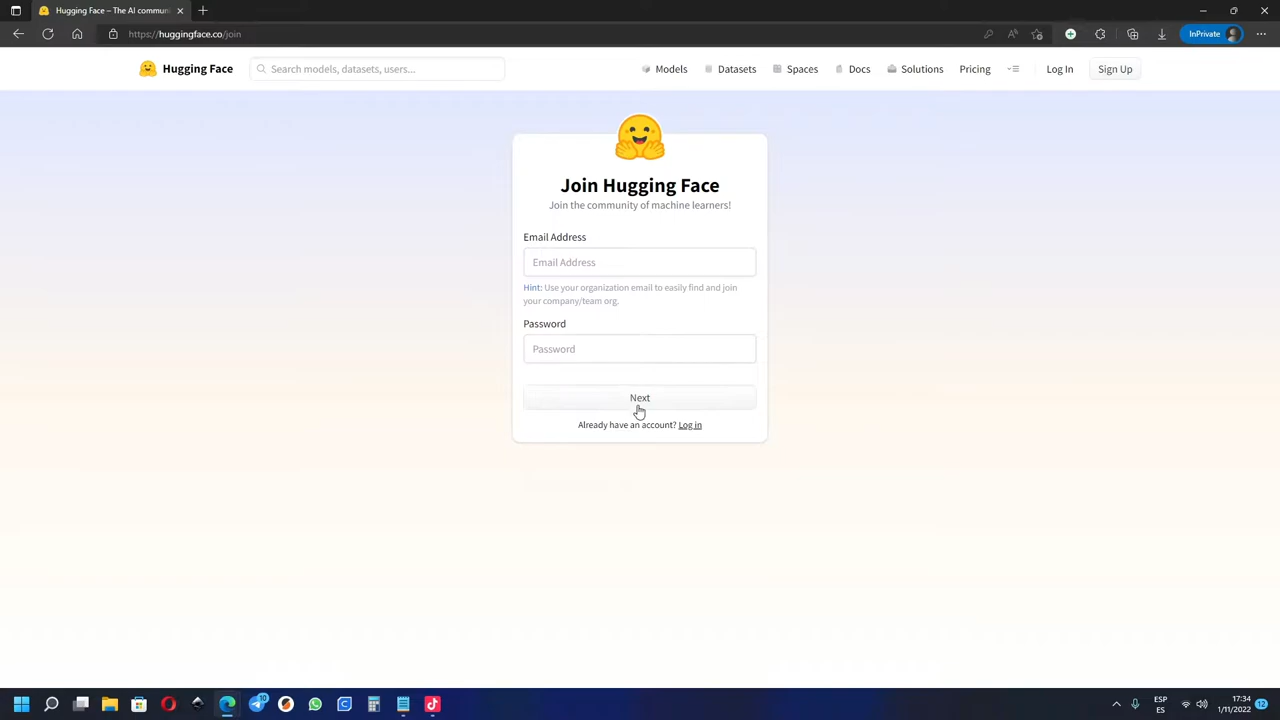 Hugging Face – The AI commun
https://huggingface.co/join
InPrivate
Hugging Face
Search models, datasets, users...
Models
Datasets
Spaces
Docs
Solutions
Pricing
Log In
Sign Up
Join Hugging Face
Join the community of machine learners!
Email Address
Email Address
Hint: Use your organization email to easily find and join
your company/team org.
Password
Password
Next
Already have an account? Log in
10
ESP
ES
17:34
1/11/2022
12